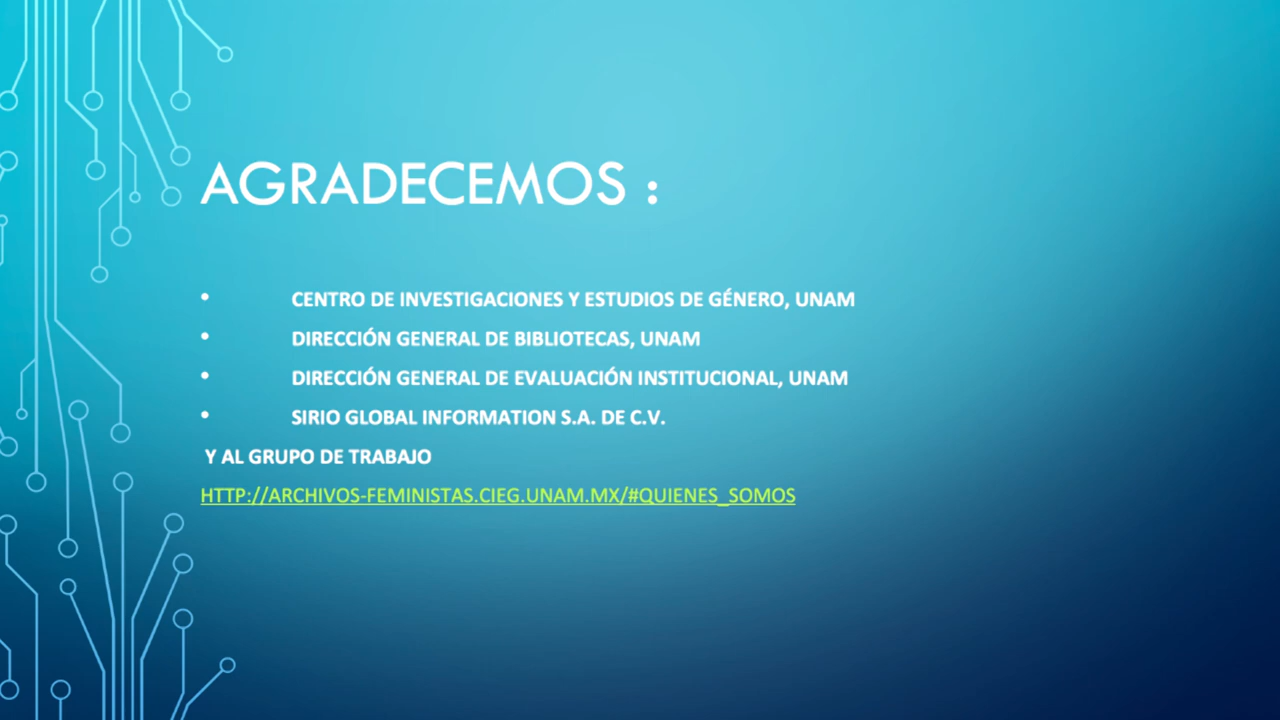 AGRADECEMOS :
• CENTRO DE INVESTIGACIONES Y ESTUDIOS DE GÉNERO, UNAM
• DIRECCIÓN GENERAL DE BIBLIOTECAS, UNAM
• DIRECCIÓN GENERAL DE EVALUACIÓN INSTITUCIONAL, UNAM
• SIRIO GLOBAL INFORMATION S.A. DE C.V.
Y AL GRUPO DE TRABAJO
HTTP://ARCHIVOS-FEMINISTAS.CIEG.UNAM.MX/#QUIENES_SOMOS